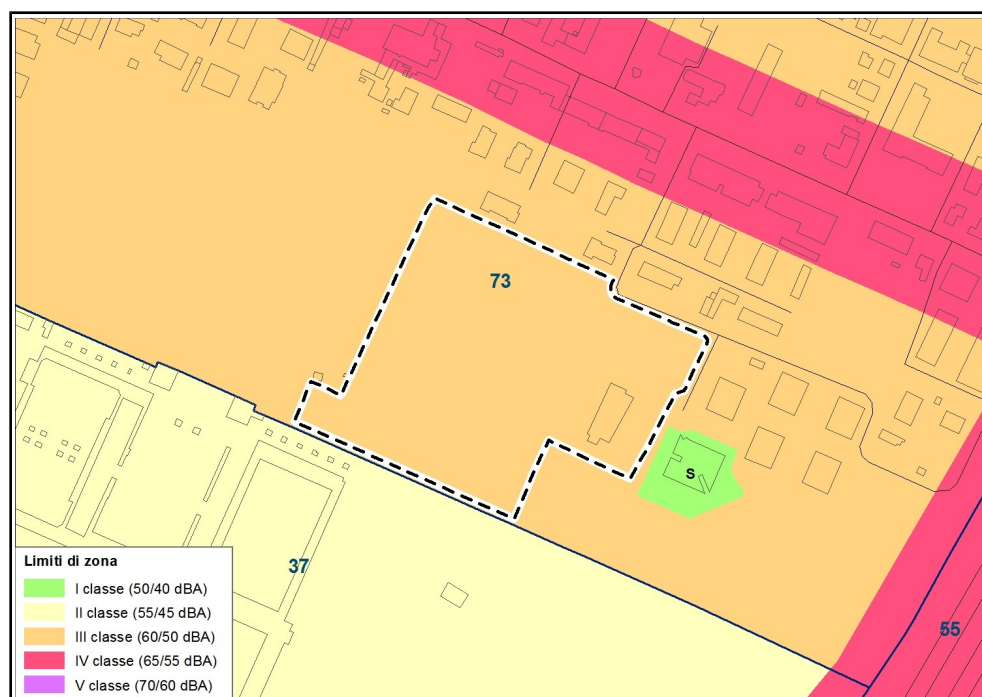 73
S
37
55
Limiti di zona
I classe (50/40 dBA)
II classe (55/45 dBA)
III classe (60/50 dBA)
IV classe (65/55 dBA)
V classe (70/60 dBA)